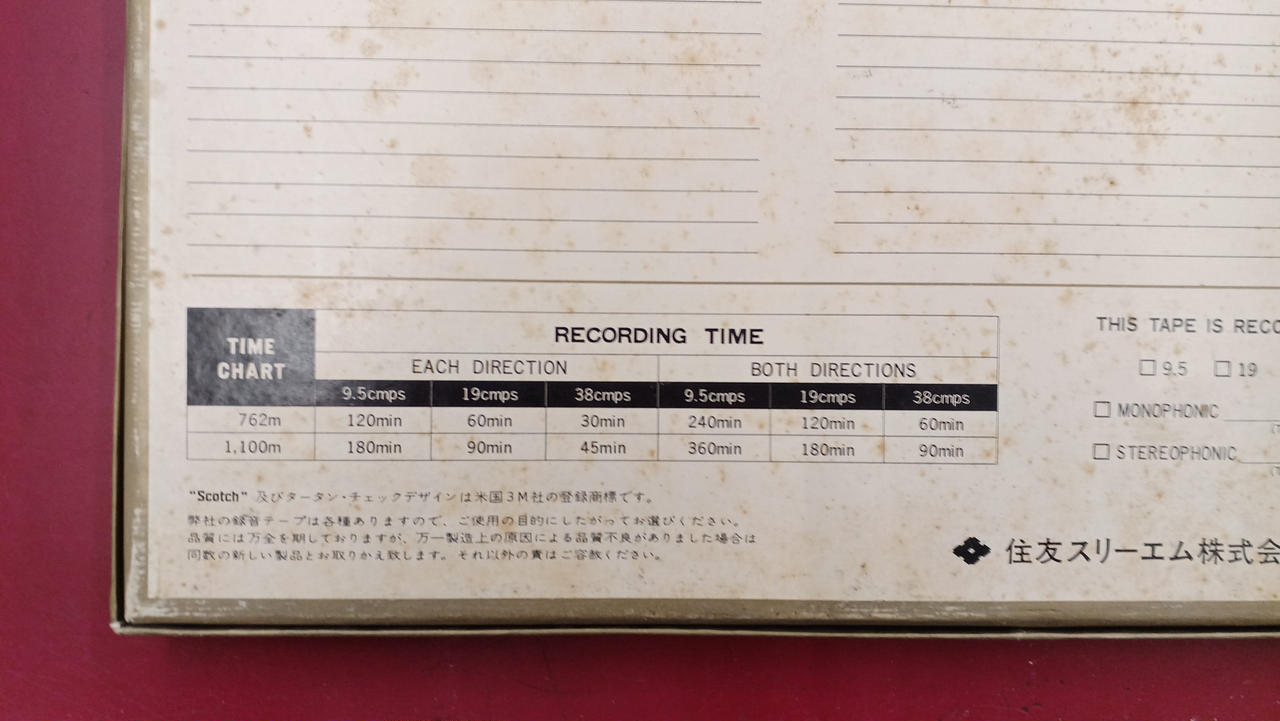 TIME
CHART
RECORDING TIME
EACH DIRECTION BOTH DIRECTIONS
9.5cmps 19cmps 38cmps 9.5cmps 19cmps 38cmps
762m 120min 60min 30min 240min 120min 60min
1,100m 180min 90min 45min 360min 180min 90min
"Scotch" 及びタータン・チェックデザインは米国3M社の登録商標です。
弊社の録音テープは各種ありますので、ご使用の目的にしたがってお選びください。
品質には万全を期しておりますが、万一製造上の原因による品質不良がありました場合は
同数の新しい製品とお取りかえ致します。それ以外の責はご容赦ください。
THIS TAPE IS RECO
□ 9.5 □ 19
□ MONOPHONIC
□ STEREOPHONIC
住友スリーエム株式会